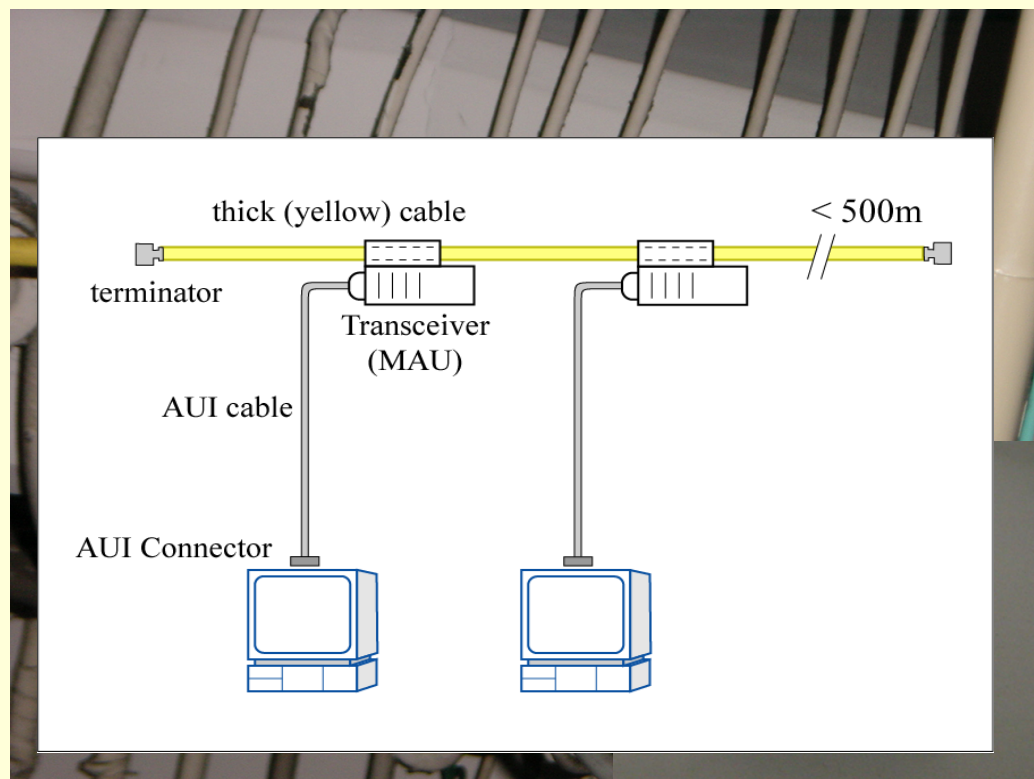 thick (yellow) cable
< 500m
terminator
Transceiver
(MAU)
AUI cable
AUI Connector